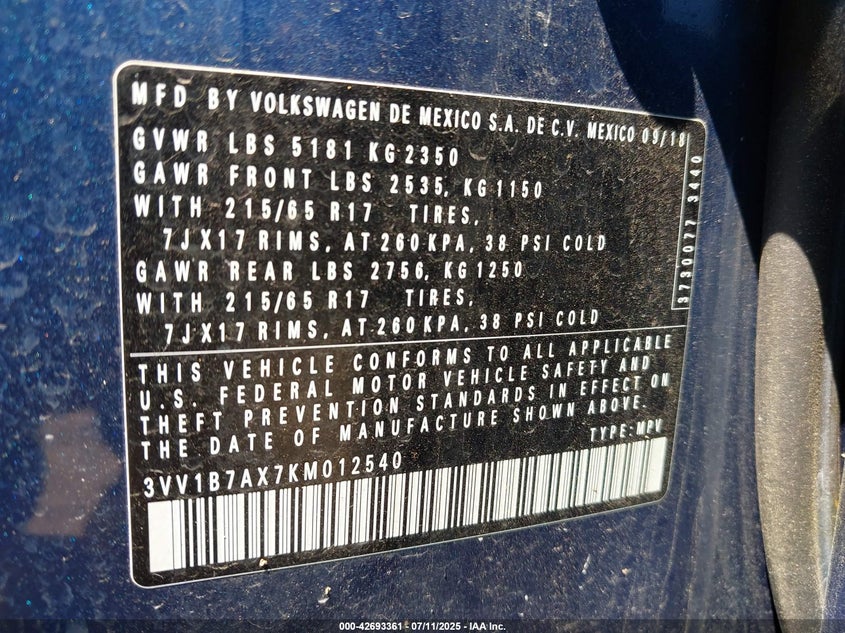 MFD BY VOLKSWAGEN DE MEXICO S.A. DE C.V. MEXICO 09/18
GVWR LBS 5181 KG 2350
GAWR FRONT LBS 2535, KG 1150
WITH 215/65 R17 TIRES,
7J X17 RIMS, AT 260 KPA, 38 PSI COLD
GAWR REAR LBS 2756, KG 1250
WITH 215/65 R17 TIRES,
7J X17 RIMS, AT 260 KPA, 38 PSI COLD
3730077 3440
THIS VEHICLE CONFORMS TO ALL APPLICABLE
U.S. FEDERAL MOTOR VEHICLE SAFETY AND
THEFT PREVENTION STANDARDS IN EFFECT ON
THE DATE OF MANUFACTURE SHOWN ABOVE.
TYPE: MPV
3VV1B7AX7KM012540
000-42693361 - 07/11/2025 - IAA Inc.